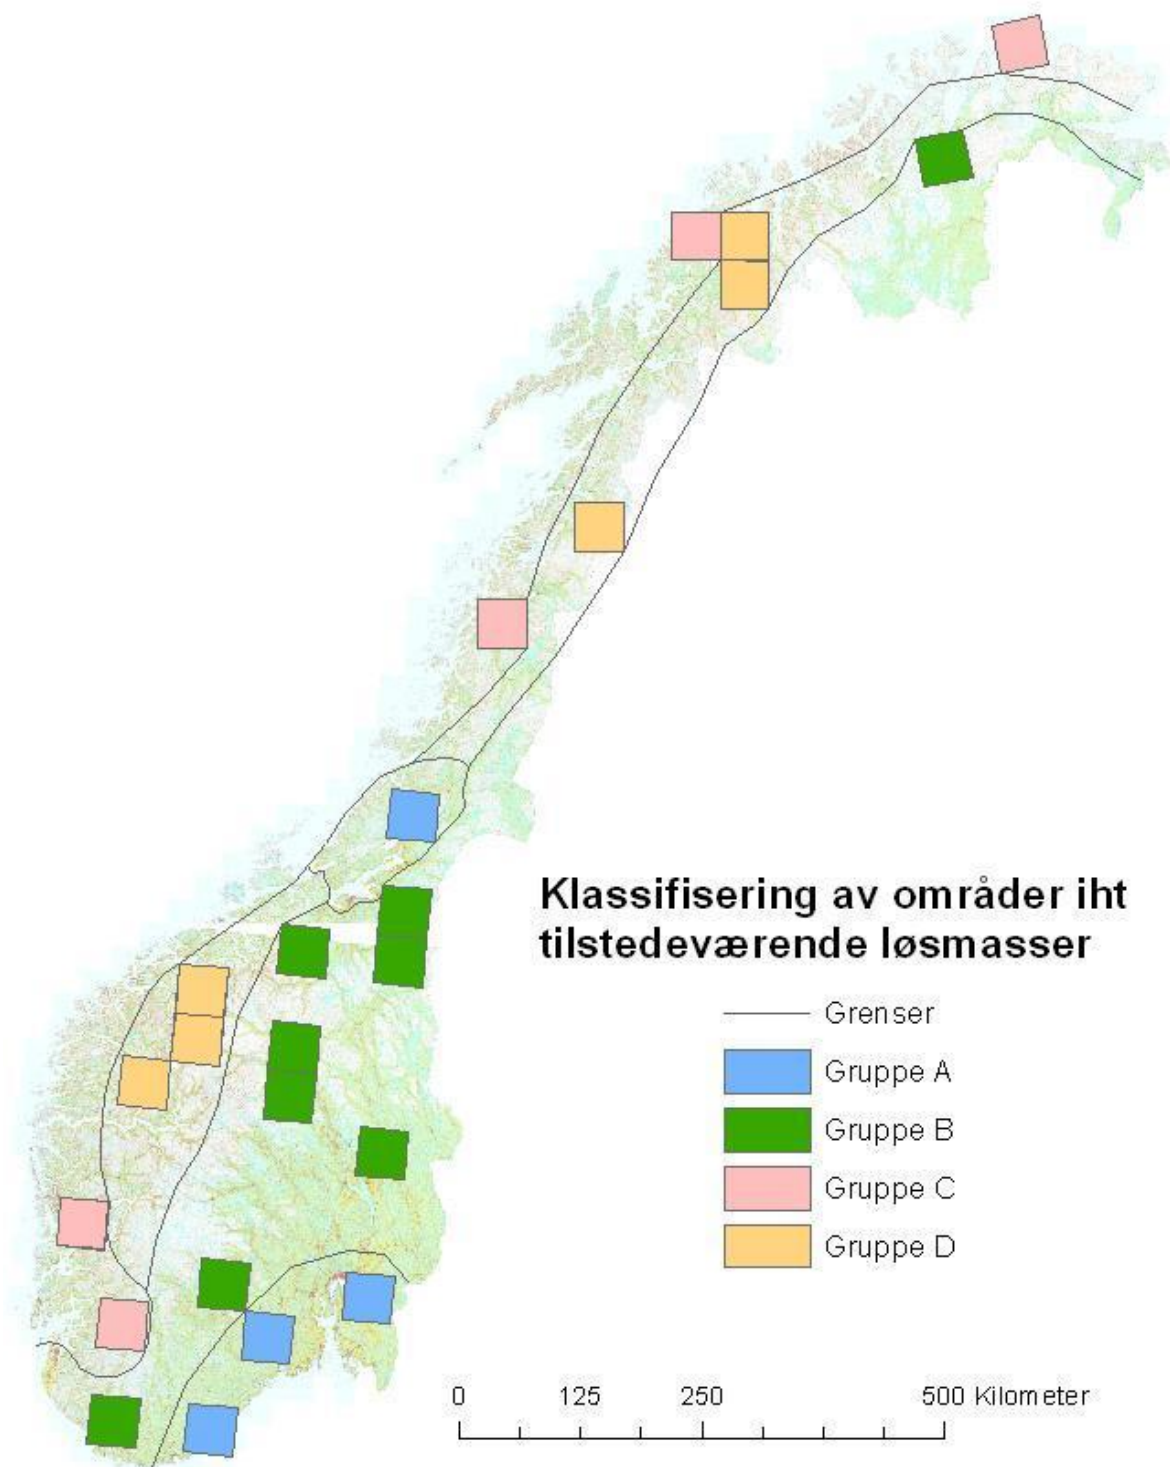 Klassifisering av områder iht
tilstedeværende løsmasser
Grenser
Gruppe A
Gruppe B
Gruppe C
Gruppe D
0 125 250 500 Kilometer